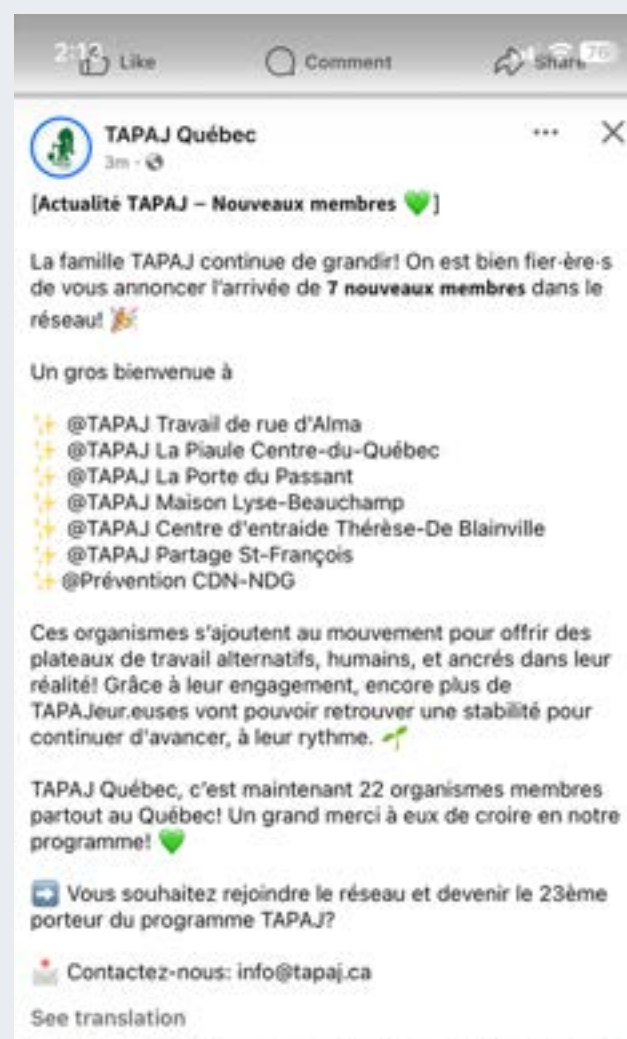 2:13 Like Comment Share 76
TAPAJ Québec
3m ·
[Actualité TAPAJ – Nouveaux membres 💚]
La famille TAPAJ continue de grandir! On est bien fier·ère·s
de vous annoncer l'arrivée de 7 nouveaux membres dans le
réseau! 🎉
Un gros bienvenue à
✨ @TAPAJ Travail de rue d'Alma
✨ @TAPAJ La Piaule Centre-du-Québec
✨ @TAPAJ La Porte du Passant
✨ @TAPAJ Maison Lyse-Beauchamp
✨ @TAPAJ Centre d'entraide Thérèse-De Blainville
✨ @TAPAJ Partage St-François
✨ @Prévention CDN-NDG
Ces organismes s'ajoutent au mouvement pour offrir des
plateaux de travail alternatifs, humains, et ancrés dans leur
réalité! Grâce à leur engagement, encore plus de
TAPAJeur.euses vont pouvoir retrouver une stabilité pour
continuer d'avancer, à leur rythme. 🌱
TAPAJ Québec, c'est maintenant 22 organismes membres
partout au Québec! Un grand merci à eux de croire en notre
programme! 💚
➡️ Vous souhaitez rejoindre le réseau et devenir le 23ème
porteur du programme TAPAJ?
📩 Contactez-nous: info@tapaj.ca
See translation